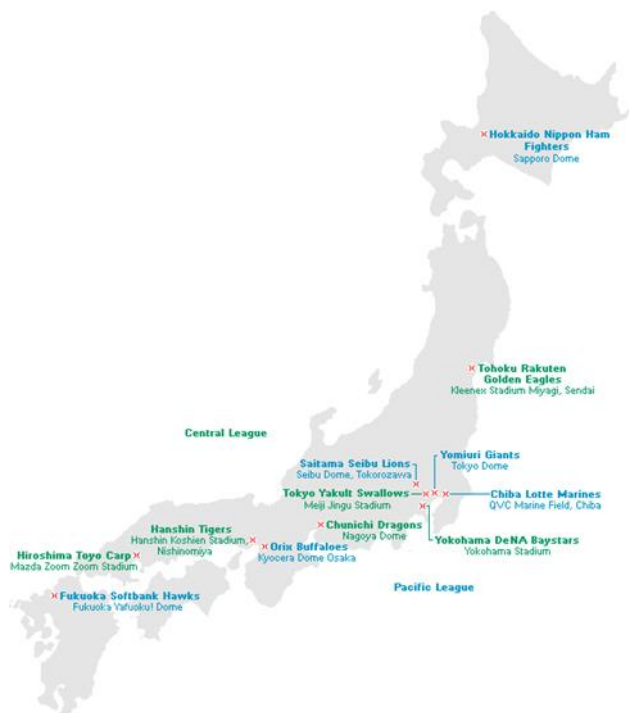 Hokkaido Nippon Ham
Fighters
Sapporo Dome
Tohoku Rakuten
Golden Eagles
Kleenex Stadium Miyagi, Sendai
Central League
Yomiuri Giants
Tokyo Dome
Saitama Seibu Lions
Seibu Dome, Tokorozawa
Tokyo Yakult Swallows
Meiji Jingu Stadium
Chiba Lotte Marines
QVC Marine Field, Chiba
Hanshin Tigers
Hanshin Koshien Stadium,
Nishinomiya
Chunichi Dragons
Nagoya Dome
Yokohama DeNA Baystars
Yokohama Stadium
Orix Buffaloes
Kyocera Dome Osaka
Hiroshima Toyo Carp
Mazda Zoom Zoom Stadium
Pacific League
Fukuoka Softbank Hawks
Fukuoka Yafuoku! Dome